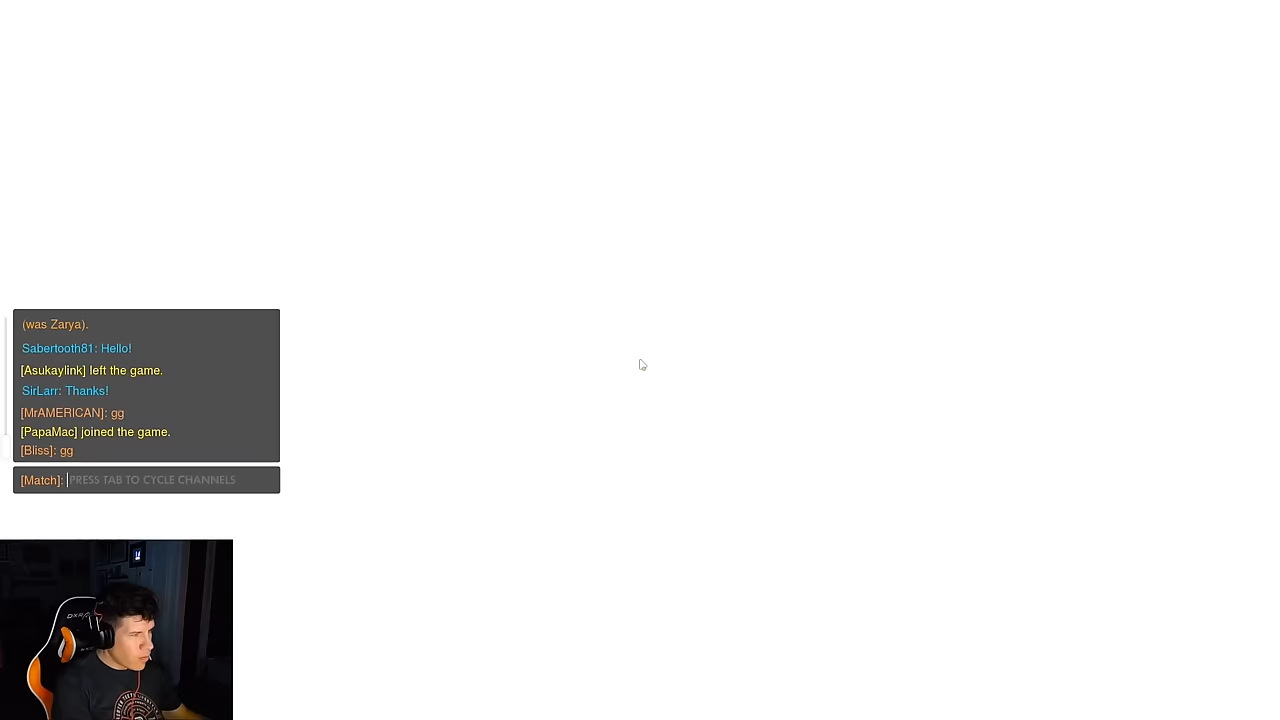 (was Zarya).
Sabertooth81: Hello!
[Asukaylink] left the game.
SirLarr: Thanks!
[MrAMERICAN]: gg
[PapaMac] joined the game.
[Bliss]: gg
[Match]: PRESS TAB TO CYCLE CHANNELS